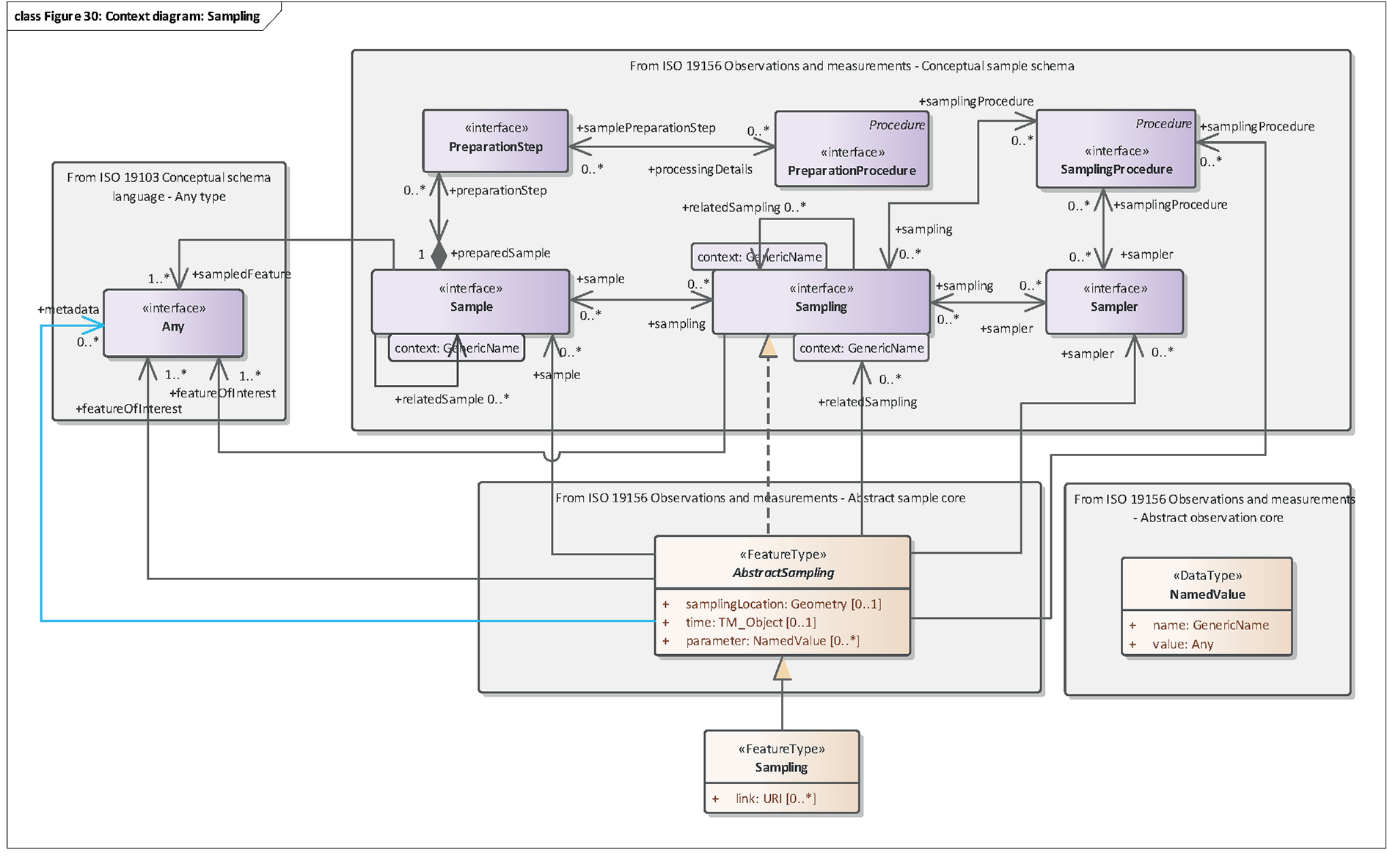 class Figure 30: Context diagram: Sampling
From ISO 19156 Observations and measurements - Conceptual sample schema
+samplingProcedure
«interface»
PreparationStep
+samplePreparationStep
0..*
0..*
+processingDetails
Procedure
«interface»
PreparationProcedure
0..*
Procedure
«interface»
SamplingProcedure
+samplingProcedure
0..*
From ISO 19103 Conceptual schema
language - Any type
0..*
+preparationStep
+relatedSampling 0..*
0..*
+samplingProcedure
+sampling
0..*
1
+preparedSample
context: GenericName
0..*
+sampler
1..*
+sampledFeature
+metadata
0..*
«interface»
Any
«interface»
Sample
+sample
0..*
0..*
+sampling
«interface»
Sampling
+sampling
0..*
0..*
+sampler
«interface»
Sampler
context: GenericName
0..*
+sample
context: GenericName
+sampler
0..*
1..*
+featureOfInterest
1..*
+featureOfInterest
+relatedSample 0..*
0..*
+relatedSampling
From ISO 19156 Observations and measurements - Abstract sample core
From ISO 19156 Observations and measurements
- Abstract observation core
«FeatureType»
AbstractSampling
+ samplingLocation: Geometry [0..1]
+ time: TM_Object [0..1]
+ parameter: NamedValue [0..*]
«DataType»
NamedValue
+ name: GenericName
+ value: Any
«FeatureType»
Sampling
+ link: URI [0..*]